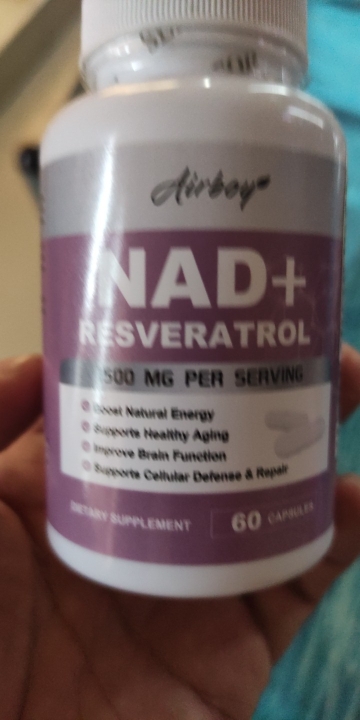 Airboy
NAD+
RESVERATROL
500 MG PER SERVING
Boost Natural Energy
Supports Healthy Aging
Improve Brain Function
Supports Cellular Defense & Repair
DIETARY SUPPLEMENT
60 CAPSULES